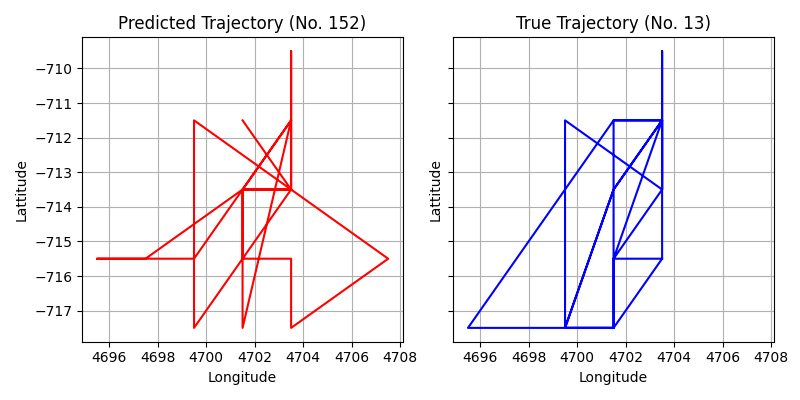 Predicted Trajectory (No. 152)
True Trajectory (No. 13)
Lattitude
−710
−711
−712
−713
−714
−715
−716
−717
4696 4698 4700 4702 4704 4706 4708
Longitude
Lattitude
4696 4698 4700 4702 4704 4706 4708
Longitude